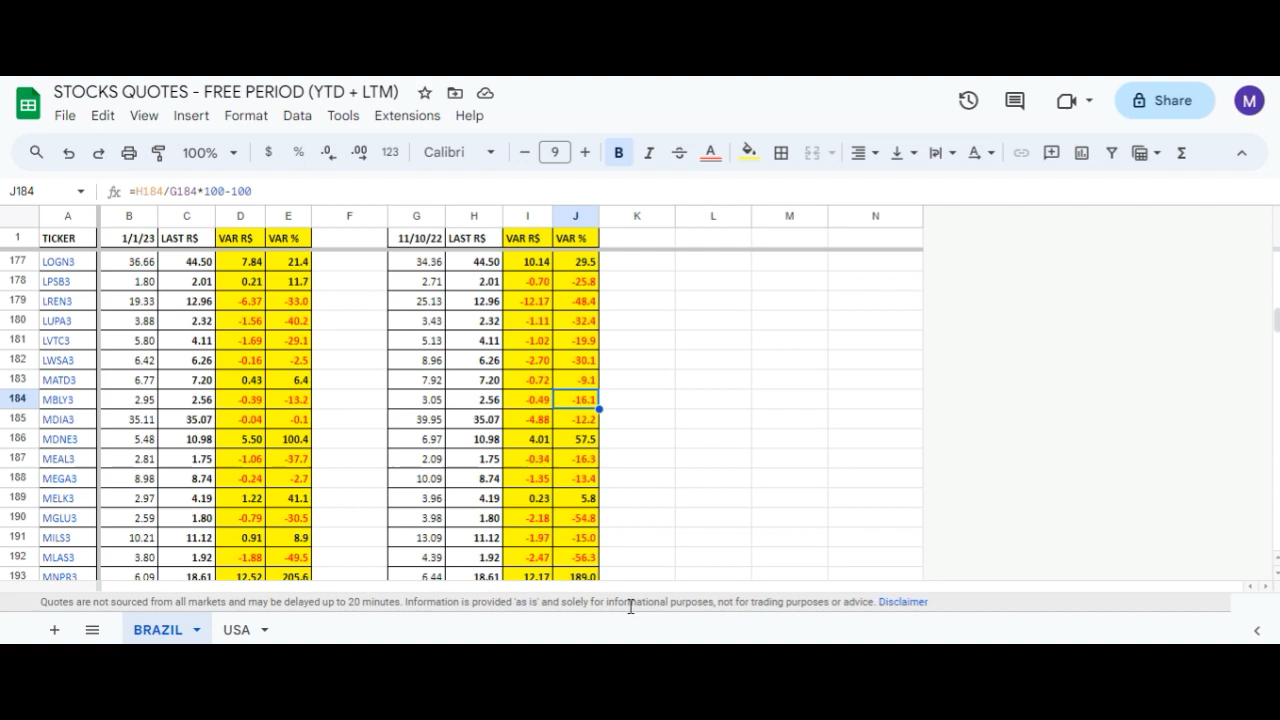 STOCKS QUOTES - FREE PERIOD (YTD + LTM)
Share
M
File Edit View Insert Format Data Tools Extensions Help
100% $ % .0 .00 123 Calibri 9 B I A
J184 fx =H184/G184*100-100
A B C D E F G H I J K L M N
1 TICKER 1/1/23 LAST R$ VAR R$ VAR % 11/10/22 LAST R$ VAR R$ VAR %
177 LOGN3 36.66 44.50 7.84 21.4 34.36 44.50 10.14 29.5
178 LPSB3 1.80 2.01 0.21 11.7 2.71 2.01 -0.70 -25.8
179 LREN3 19.33 12.96 -6.37 -33.0 25.13 12.96 -12.17 -48.4
180 LUPA3 3.88 2.32 -1.56 -40.2 3.43 2.32 -1.11 -32.4
181 LVTC3 5.80 4.11 -1.69 -29.1 5.13 4.11 -1.02 -19.9
182 LWSA3 6.42 6.26 -0.16 -2.5 8.96 6.26 -2.70 -30.1
183 MATD3 6.77 7.20 0.43 6.4 7.92 7.20 -0.72 -9.1
184 MBLY3 2.95 2.56 -0.39 -13.2 3.05 2.56 -0.49 -16.1
185 MDIA3 35.11 35.07 -0.04 -0.1 39.95 35.07 -4.88 -12.2
186 MDNE3 5.48 10.98 5.50 100.4 6.97 10.98 4.01 57.5
187 MEAL3 2.81 1.75 -1.06 -37.7 2.09 1.75 -0.34 -16.3
188 MEGA3 8.98 8.74 -0.24 -2.7 10.09 8.74 -1.35 -13.4
189 MELK3 2.97 4.19 1.22 41.1 3.96 4.19 0.23 5.8
190 MGLU3 2.59 1.80 -0.79 -30.5 3.98 1.80 -2.18 -54.8
191 MILS3 10.21 11.12 0.91 8.9 13.09 11.12 -1.97 -15.0
192 MLAS3 3.80 1.92 -1.88 -49.5 4.39 1.92 -2.47 -56.3
193 MNPR3 6.09 18.61 12.52 205.6 6.44 18.61 12.17 189.0
Quotes are not sourced from all markets and may be delayed up to 20 minutes. Information is provided 'as is' and solely for informational purposes, not for trading purposes or advice. Disclaimer
BRAZIL USA